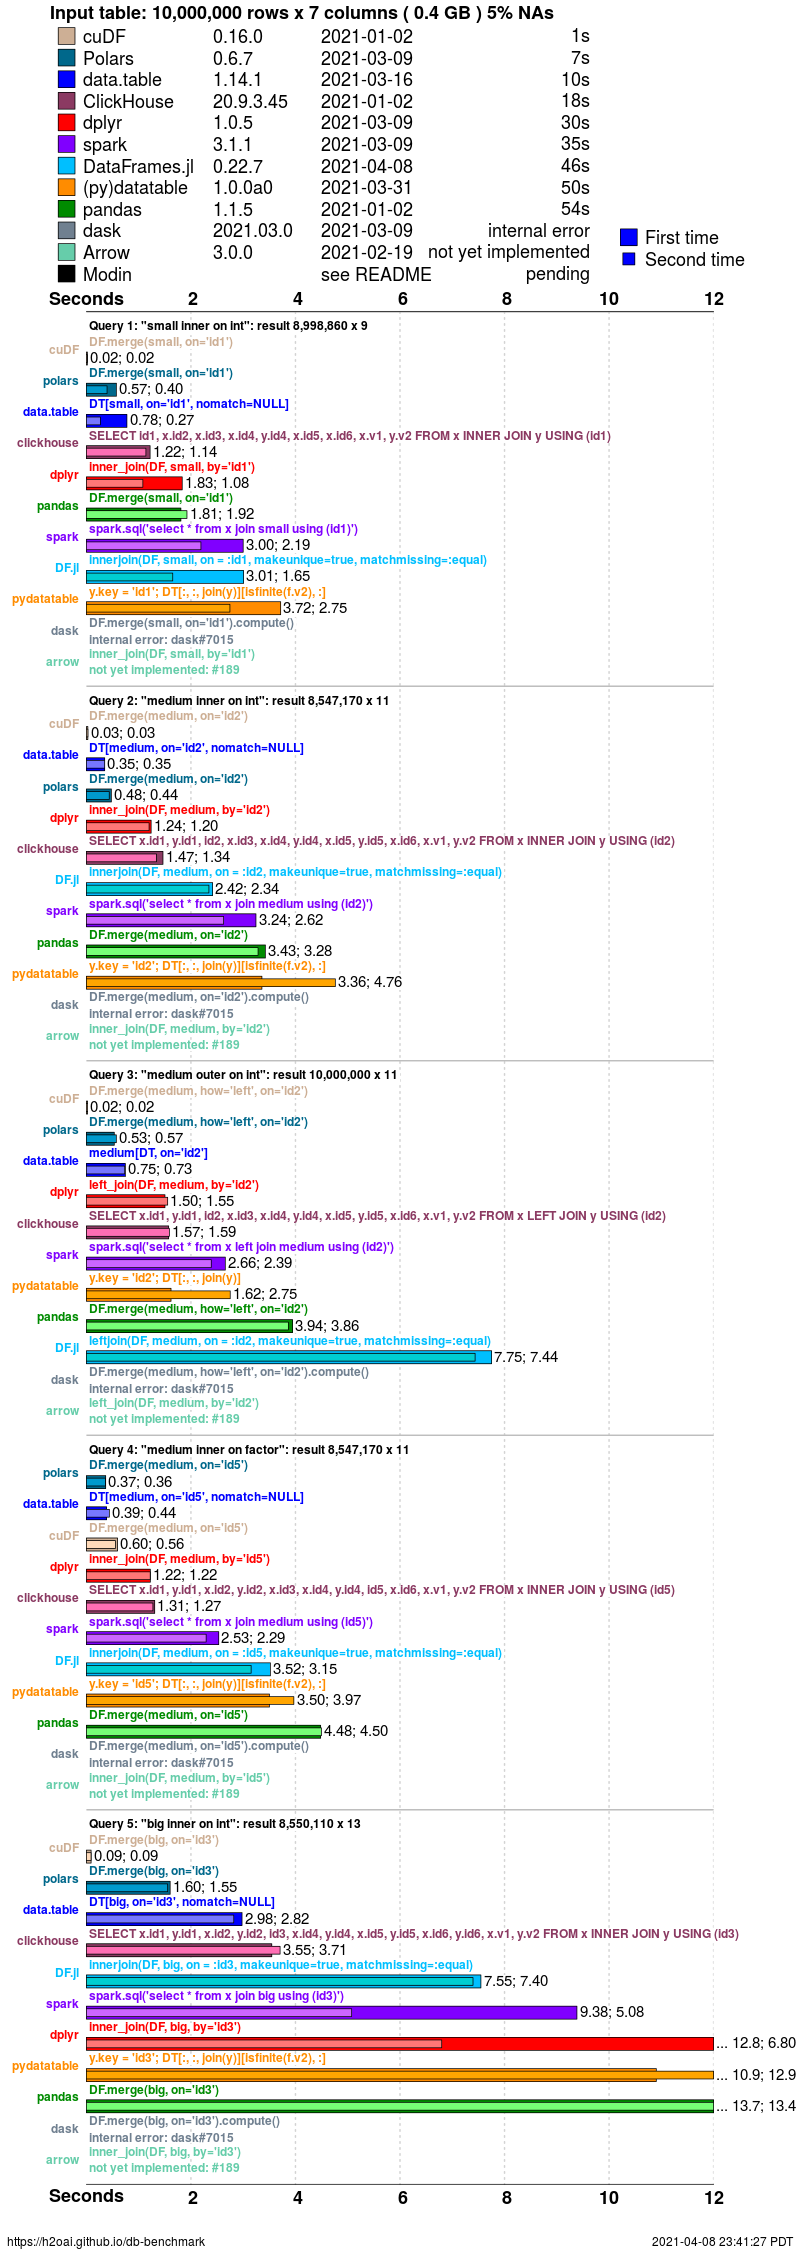 Input table: 10,000,000 rows x 7 columns ( 0.4 GB ) 5% NAs
cuDF 0.16.0 2021-01-02 1s
Polars 0.6.7 2021-03-09 7s
data.table 1.14.1 2021-03-16 10s
ClickHouse 20.9.3.45 2021-01-02 18s
dplyr 1.0.5 2021-03-09 30s
spark 3.1.1 2021-03-09 35s
DataFrames.jl 0.22.7 2021-04-08 46s
(py)datatable 1.0.0a0 2021-03-31 50s
pandas 1.1.5 2021-01-02 54s
dask 2021.03.0 2021-03-09 internal error
Arrow 3.0.0 2021-02-19 not yet implemented
Modin see README pending
First time
Second time
Seconds 2 4 6 8 10 12
Query 1: "small inner on int": result 8,998,860 x 9
cuDF DF.merge(small, on='id1')
0.02; 0.02
polars DF.merge(small, on='id1')
0.57; 0.40
data.table DT[small, on='id1', nomatch=NULL]
0.78; 0.27
clickhouse SELECT id1, x.id2, x.id3, x.id4, y.id4, x.id5, x.id6, x.v1, y.v2 FROM x INNER JOIN y USING (id1)
1.22; 1.14
dplyr inner_join(DF, small, by='id1')
1.83; 1.08
pandas DF.merge(small, on='id1')
1.81; 1.92
spark spark.sql('select * from x join small using (id1)')
3.00; 2.19
DF.jl innerjoin(DF, small, on = :id1, makeunique=true, matchmissing=:equal)
3.01; 1.65
pydatatable y.key = 'id1'; DT[:, :, join(y)][isfinite(f.v2), :]
3.72; 2.75
dask DF.merge(small, on='id1').compute()
internal error: dask#7015
arrow inner_join(DF, small, by='id1')
not yet implemented: #189
Query 2: "medium inner on int": result 8,547,170 x 11
cuDF DF.merge(medium, on='id2')
0.03; 0.03
data.table DT[medium, on='id2', nomatch=NULL]
0.35; 0.35
polars DF.merge(medium, on='id2')
0.48; 0.44
dplyr inner_join(DF, medium, by='id2')
1.24; 1.20
clickhouse SELECT x.id1, y.id1, id2, x.id3, x.id4, y.id4, x.id5, y.id5, x.id6, x.v1, y.v2 FROM x INNER JOIN y USING (id2)
1.47; 1.34
DF.jl innerjoin(DF, medium, on = :id2, makeunique=true, matchmissing=:equal)
2.42; 2.34
spark spark.sql('select * from x join medium using (id2)')
3.24; 2.62
pandas DF.merge(medium, on='id2')
3.43; 3.28
pydatatable y.key = 'id2'; DT[:, :, join(y)][isfinite(f.v2), :]
3.36; 4.76
dask DF.merge(medium, on='id2').compute()
internal error: dask#7015
arrow inner_join(DF, medium, by='id2')
not yet implemented: #189
Query 3: "medium outer on int": result 10,000,000 x 11
cuDF DF.merge(medium, how='left', on='id2')
0.02; 0.02
polars DF.merge(medium, how='left', on='id2')
0.53; 0.57
data.table medium[DT, on='id2']
0.75; 0.73
dplyr left_join(DF, medium, by='id2')
1.50; 1.55
clickhouse SELECT x.id1, y.id1, id2, x.id3, x.id4, y.id4, x.id5, y.id5, x.id6, x.v1, y.v2 FROM x LEFT JOIN y USING (id2)
1.57; 1.59
spark spark.sql('select * from x left join medium using (id2)')
2.66; 2.39
pydatatable y.key = 'id2'; DT[:, :, join(y)]
1.62; 2.75
pandas DF.merge(medium, how='left', on='id2')
3.94; 3.86
DF.jl leftjoin(DF, medium, on = :id2, makeunique=true, matchmissing=:equal)
7.75; 7.44
dask DF.merge(medium, how='left', on='id2').compute()
internal error: dask#7015
arrow left_join(DF, medium, by='id2')
not yet implemented: #189
Query 4: "medium inner on factor": result 8,547,170 x 11
polars DF.merge(medium, on='id5')
0.37; 0.36
data.table DT[medium, on='id5', nomatch=NULL]
0.39; 0.44
cuDF DF.merge(medium, on='id5')
0.60; 0.56
dplyr inner_join(DF, medium, by='id5')
1.22; 1.22
clickhouse SELECT x.id1, y.id1, x.id2, y.id2, x.id3, x.id4, y.id4, id5, x.id6, x.v1, y.v2 FROM x INNER JOIN y USING (id5)
1.31; 1.27
spark spark.sql('select * from x join medium using (id5)')
2.53; 2.29
DF.jl innerjoin(DF, medium, on = :id5, makeunique=true, matchmissing=:equal)
3.52; 3.15
pydatatable y.key = 'id5'; DT[:, :, join(y)][isfinite(f.v2), :]
3.50; 3.97
pandas DF.merge(medium, on='id5')
4.48; 4.50
dask DF.merge(medium, on='id5').compute()
internal error: dask#7015
arrow inner_join(DF, medium, by='id5')
not yet implemented: #189
Query 5: "big inner on int": result 8,550,110 x 13
cuDF DF.merge(big, on='id3')
0.09; 0.09
polars DF.merge(big, on='id3')
1.60; 1.55
data.table DT[big, on='id3', nomatch=NULL]
2.98; 2.82
clickhouse SELECT x.id1, y.id1, x.id2, y.id2, id3, x.id4, y.id4, x.id5, y.id5, x.id6, y.id6, x.v1, y.v2 FROM x INNER JOIN y USING (id3)
3.55; 3.71
DF.jl innerjoin(DF, big, on = :id3, makeunique=true, matchmissing=:equal)
7.55; 7.40
spark spark.sql('select * from x join big using (id3)')
9.38; 5.08
dplyr inner_join(DF, big, by='id3')
... 12.8; 6.80
pydatatable y.key = 'id3'; DT[:, :, join(y)][isfinite(f.v2), :]
... 10.9; 12.9
pandas DF.merge(big, on='id3')
... 13.7; 13.4
dask DF.merge(big, on='id3').compute()
internal error: dask#7015
arrow inner_join(DF, big, by='id3')
not yet implemented: #189
Seconds 2 4 6 8 10 12
https://h2oai.github.io/db-benchmark 2021-04-08 23:41:27 PDT